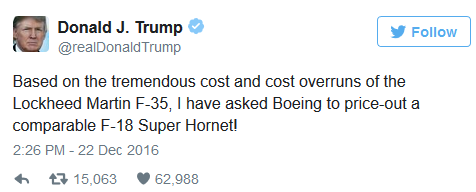 Donald J. Trump
Follow
@realDonaldTrump
Based on the tremendous cost and cost overruns of the
Lockheed Martin F-35, I have asked Boeing to price-out a
comparable F-18 Super Hornet!
2:26 PM - 22 Dec 2016
15,063 62,988